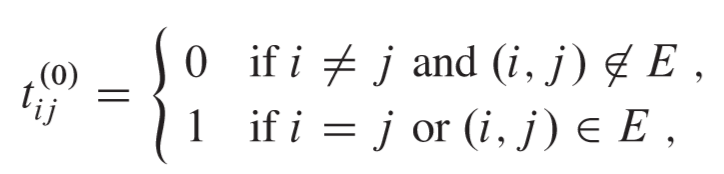 t_{ij}^{(0)} = { 0 if i ≠ j and (i, j) ∉ E ,
1 if i = j or (i, j) ∈ E ,